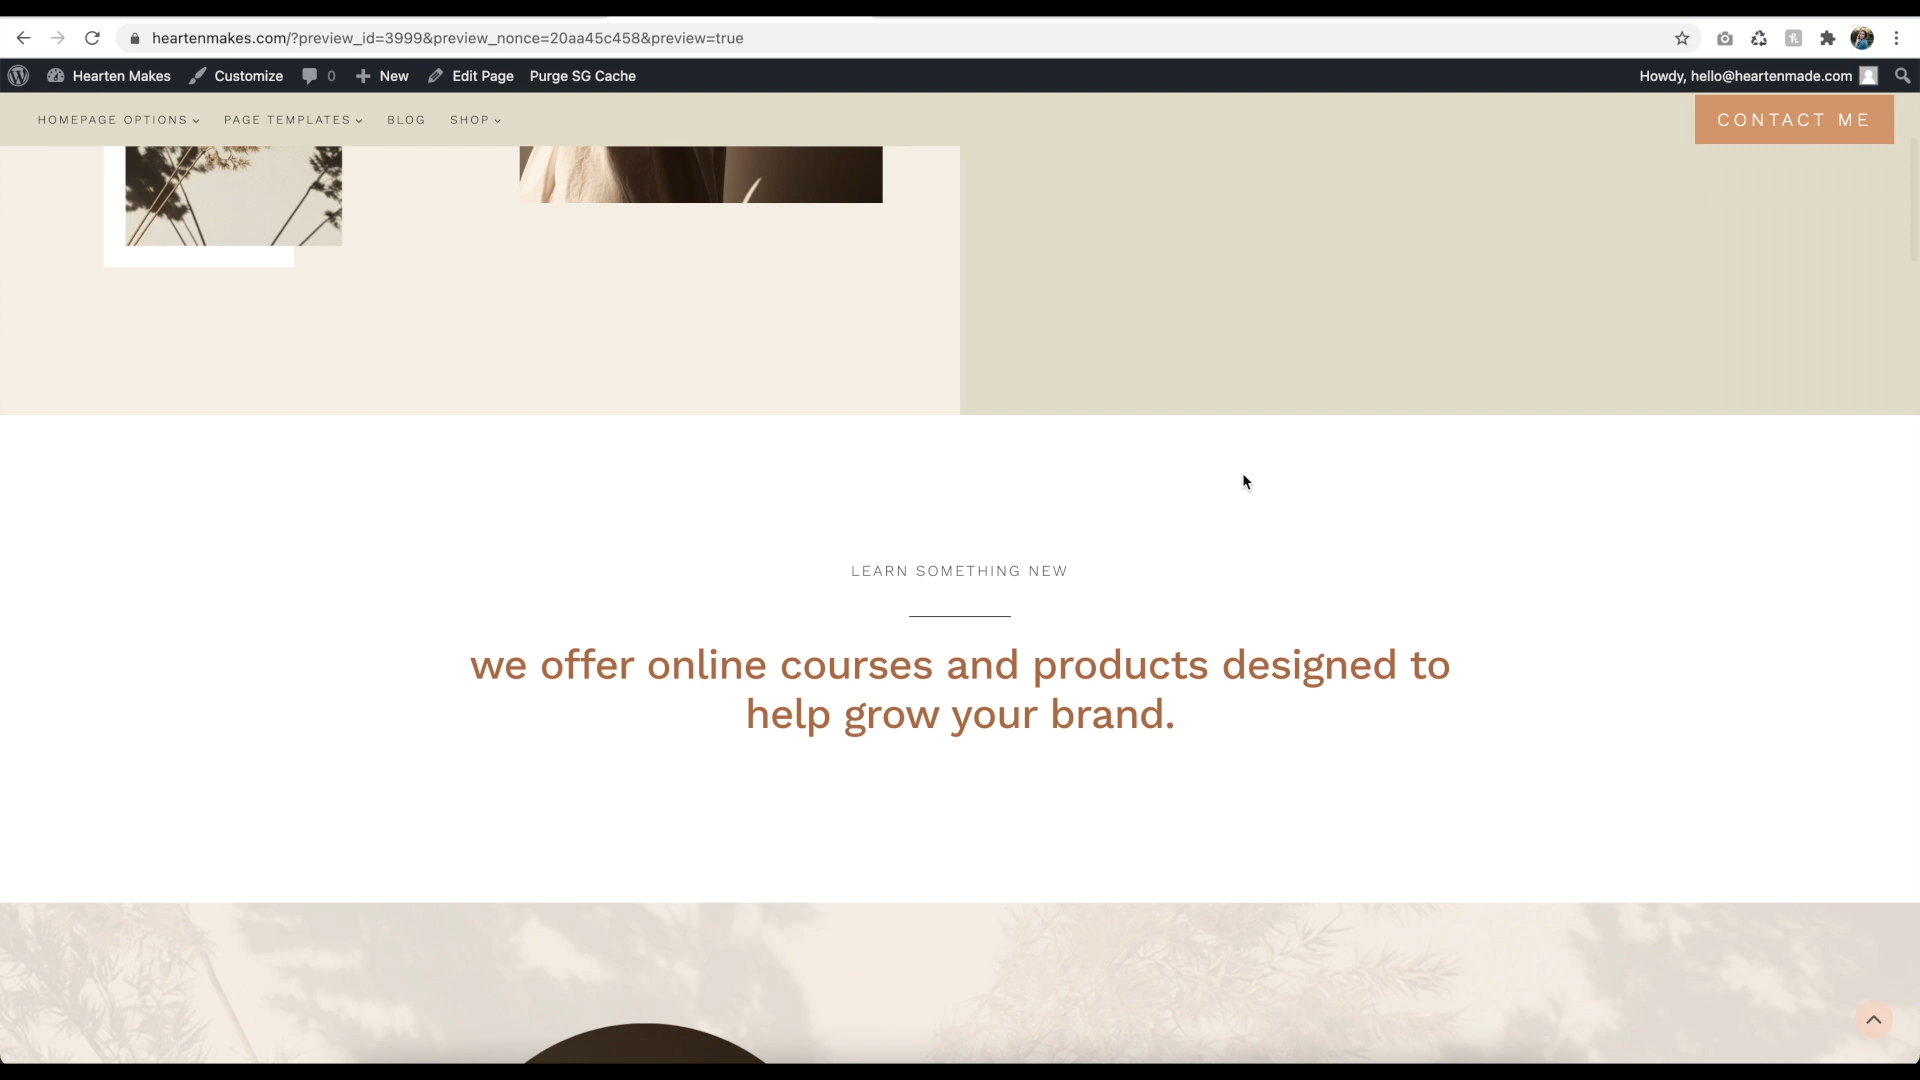 heartenmakes.com/?preview_id=3999&preview_nonce=20aa45c458&preview=true
Hearten Makes Customize 0 New Edit Page Purge SG Cache Howdy, hello@heartenmade.com
HOMEPAGE OPTIONS PAGE TEMPLATES BLOG SHOP CONTACT ME
LEARN SOMETHING NEW
we offer online courses and products designed to
help grow your brand.